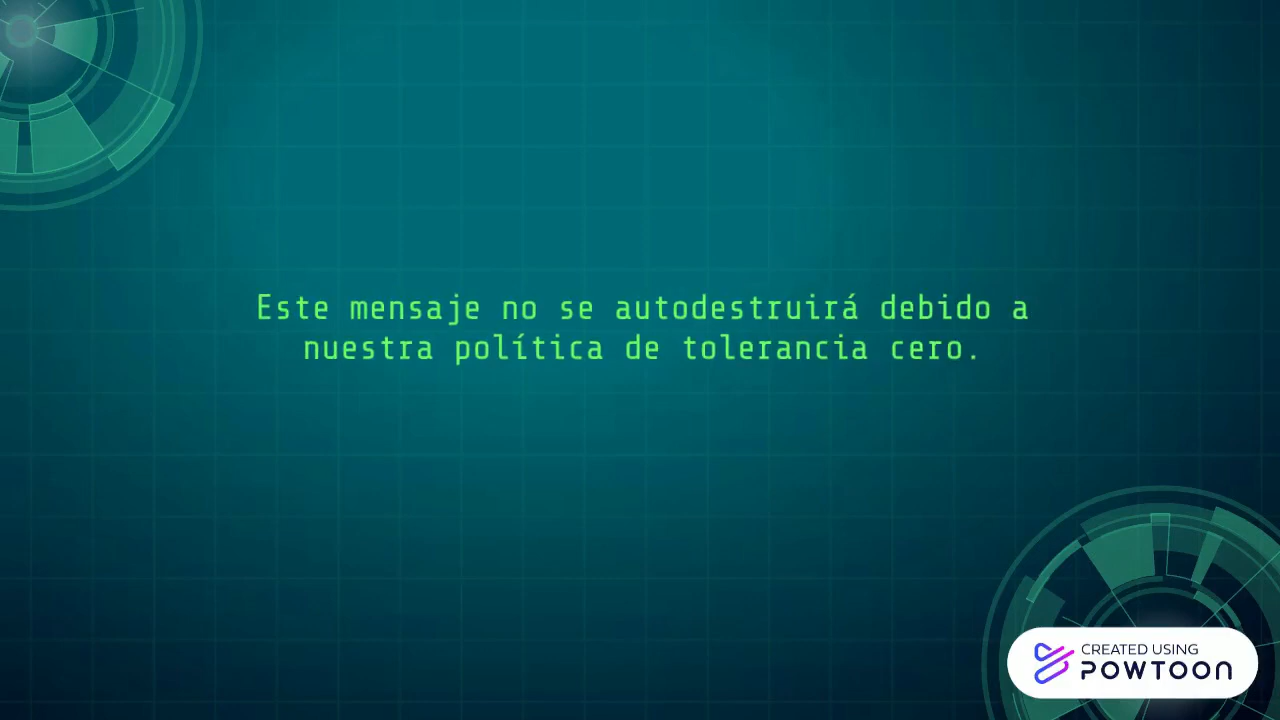 Este mensaje no se autodestruirá debido a
nuestra política de tolerancia cero.
CREATED USING
POWTOON